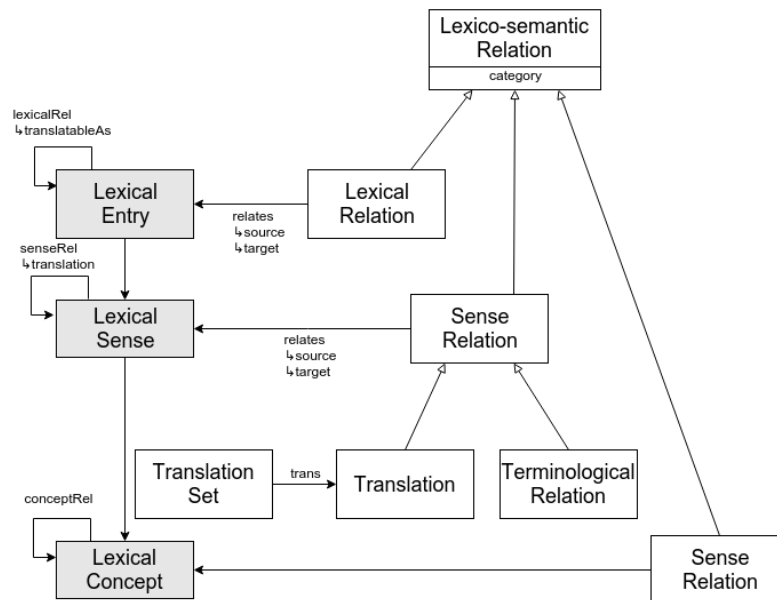 Lexico-semantic
Relation
category
lexicalRel
↳translatableAs
Lexical
Entry
relates
↳source
↳target
Lexical
Relation
senseRel
↳translation
Lexical
Sense
relates
↳source
↳target
Sense
Relation
Translation
Set
trans
Translation
Terminological
Relation
conceptRel
Lexical
Concept
Sense
Relation